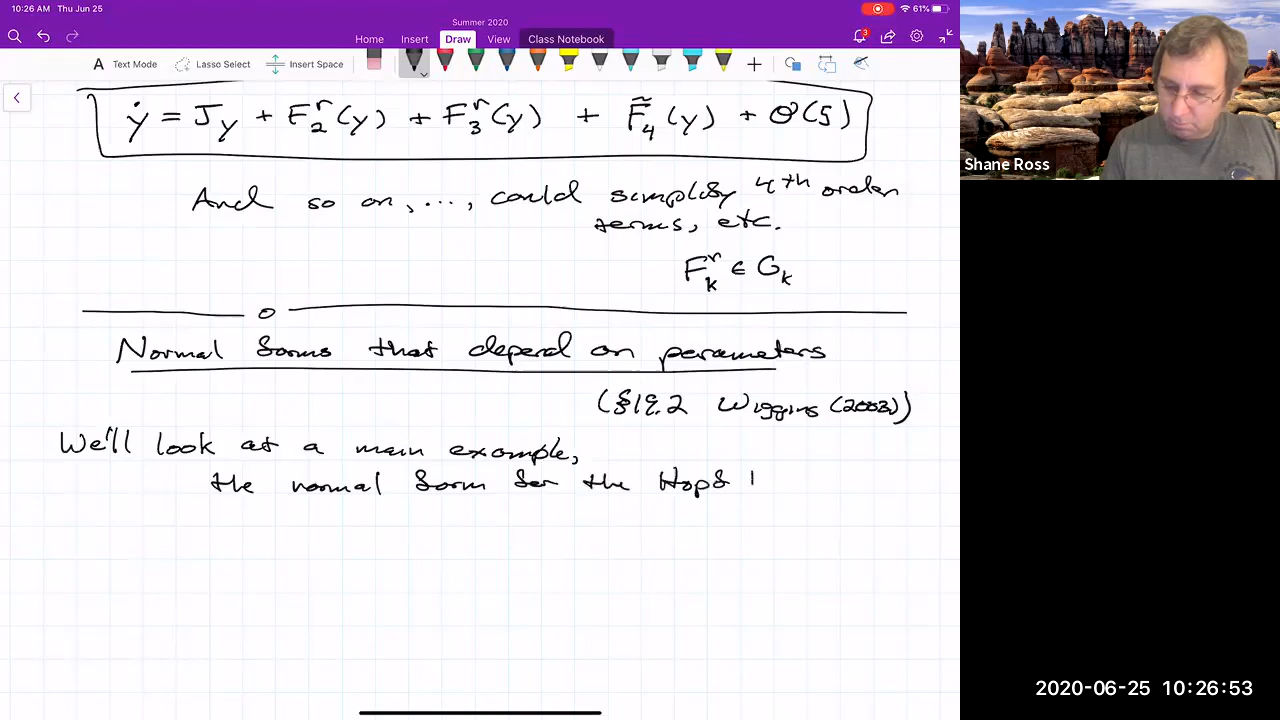 10:26 AM Thu Jun 25
61%
Summer 2020
Home Insert Draw View Class Notebook
3
A Text Mode Lasso Select Insert Space
ẏ = Jy + F₂ʳ(y) + F₃ʳ(y) + F̃₄(y) + O(5)
And so on, ..., could simplify 4th order
terms, etc.
Fₖʳ ∈ Gₖ
Normal forms that depend on parameters
(§19.2 Wiggins (2003))
We'll look at a main example,
the normal form for the Hopf
Shane Ross
2020-06-25 10:26:53